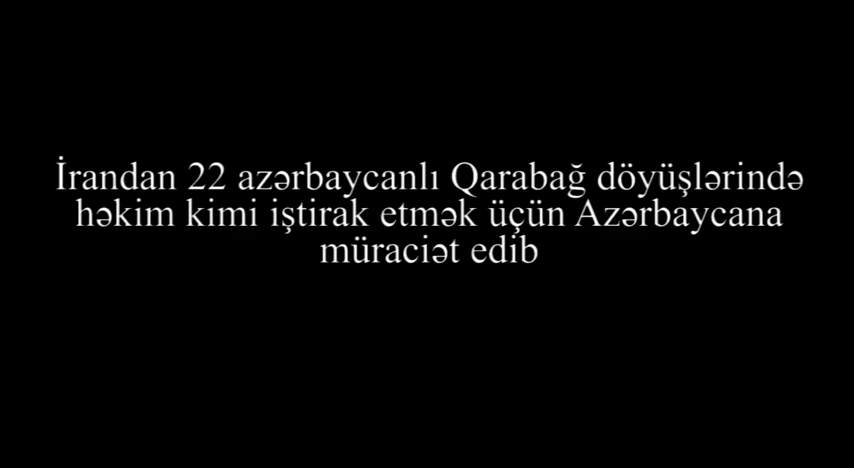 İrandan 22 azərbaycanlı Qarabağ döyüşlərində
həkim kimi iştirak etmək üçün Azərbaycana
müraciət edib